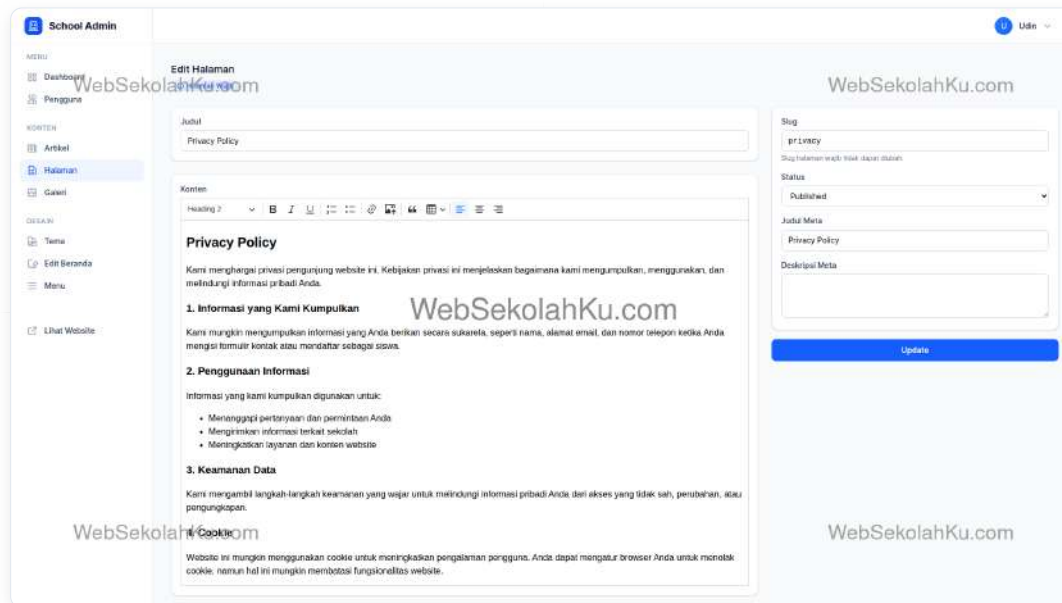 School Admin
U Udin
MENU
Dashboard
Pengguna
KONTEN
Artikel
Halaman
Galeri
DESAIN
Tema
Edit Beranda
Menu
Lihat Website
Edit Halaman
Judul
Privacy Policy
Konten
Heading 2
Privacy Policy
Kami menghargai privasi pengunjung website ini. Kebijakan privasi ini menjelaskan bagaimana kami mengumpulkan, menggunakan, dan
melindungi informasi pribadi Anda.
1. Informasi yang Kami Kumpulkan
Kami mungkin mengumpulkan informasi yang Anda berikan secara sukarela, seperti nama, alamat email, dan nomor telepon ketika Anda
mengisi formulir kontak atau mendaftar sebagai siswa.
2. Penggunaan Informasi
Informasi yang kami kumpulkan digunakan untuk:
• Menanggapi pertanyaan dan permintaan Anda
• Mengirimkan informasi terkait sekolah
• Meningkatkan layanan dan konten website
3. Keamanan Data
Kami mengambil langkah-langkah keamanan yang wajar untuk melindungi informasi pribadi Anda dari akses yang tidak sah, perubahan, atau
pengungkapan.
4. Cookie
Website ini mungkin menggunakan cookie untuk meningkatkan pengalaman pengguna. Anda dapat mengatur browser Anda untuk menolak
cookie, namun hal ini mungkin membatasi fungsionalitas website.
Slug
privacy
Slug halaman wajib tidak dapat diubah.
Status
Published
Judul Meta
Privacy Policy
Deskripsi Meta
Update
WebSekolahKu.com
WebSekolahKu.com
WebSekolahKu.com
WebSekolahKu.com
WebSekolahKu.com